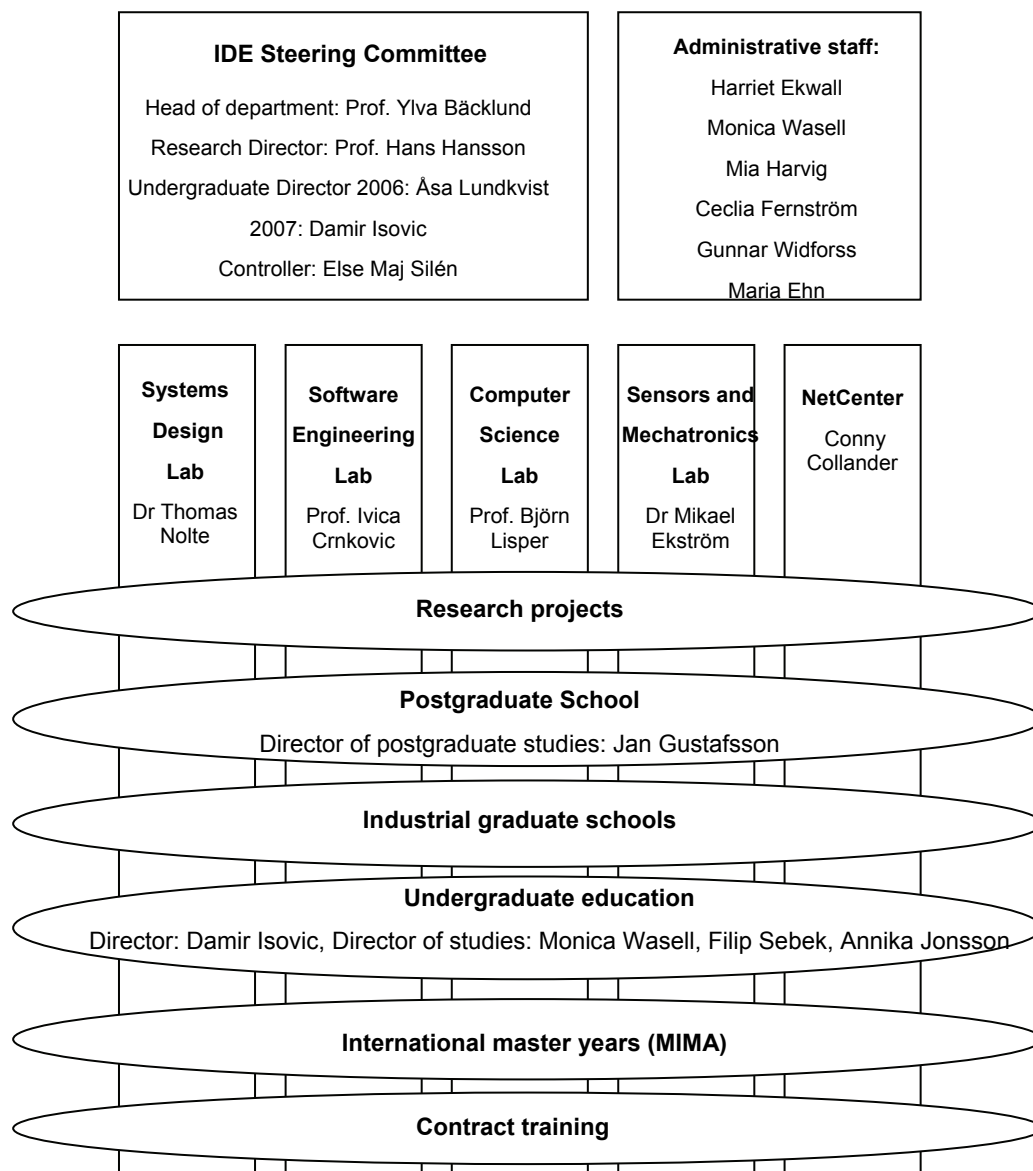 IDE Steering Committee
Head of department: Prof. Ylva Bäcklund
Research Director: Prof. Hans Hansson
Undergraduate Director 2006: Åsa Lundkvist
2007: Damir Isovic
Controller: Else Maj Silén
Administrative staff:
Harriet Ekwall
Monica Wasell
Mia Harvig
Ceclia Fernström
Gunnar Widforss
Maria Ehn
Systems
Design
Lab
Dr Thomas
Nolte
Software
Engineering
Lab
Prof. Ivica
Crnkovic
Computer
Science
Lab
Prof. Björn
Lisper
Sensors and
Mechatronics
Lab
Dr Mikael
Ekström
NetCenter
Conny
Collander
Research projects
Postgraduate School
Director of postgraduate studies: Jan Gustafsson
Industrial graduate schools
Undergraduate education
Director: Damir Isovic, Director of studies: Monica Wasell, Filip Sebek, Annika Jonsson
International master years (MIMA)
Contract training